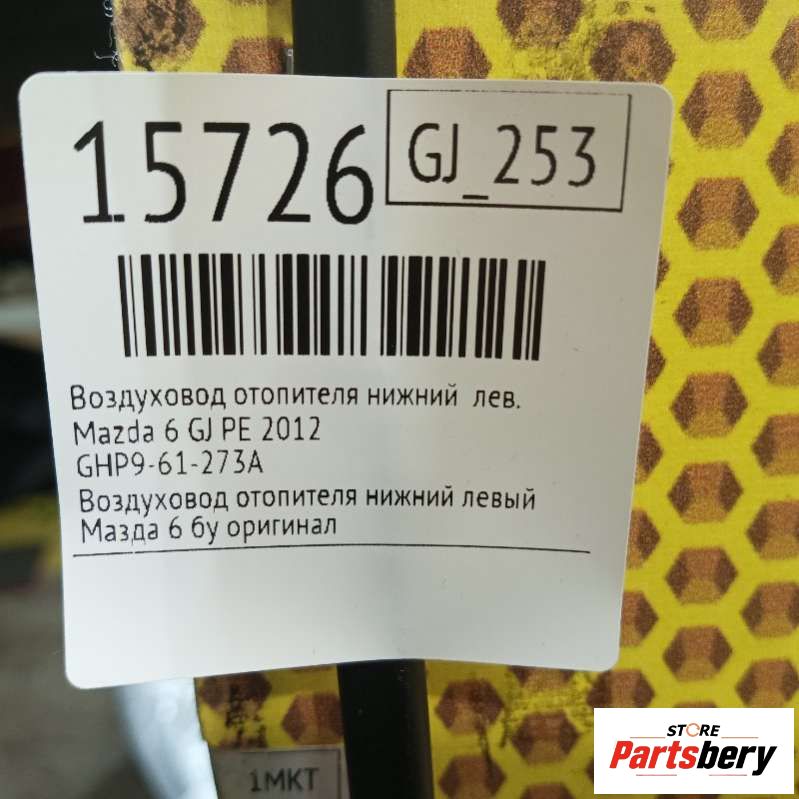 15726
GJ_253
Воздуховод отопителя нижний лев.
Mazda 6 GJ PE 2012
GHP9-61-273A
Воздуховод отопителя нижний левый
Мазда 6 бу оригинал
1МКТ
STORE
Partsbery